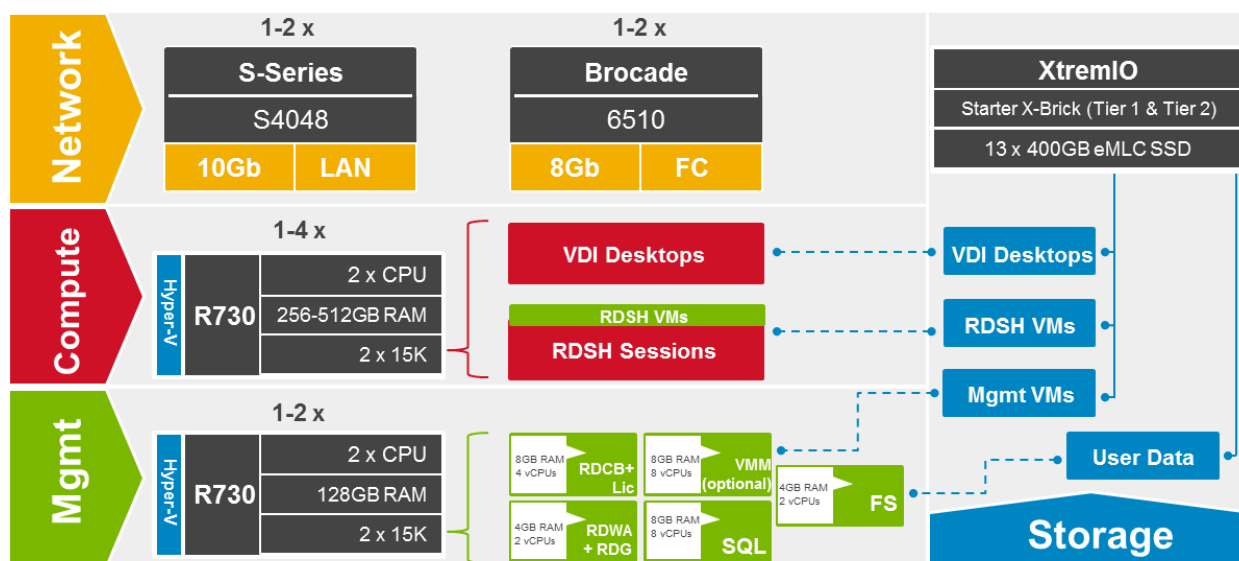 Network
1-2 x
S-Series
S4048
10Gb
LAN
1-2 x
Brocade
6510
8Gb
FC
XtremIO
Starter X-Brick (Tier 1 & Tier 2)
13 x 400GB eMLC SSD
Compute
1-4 x
Hyper-V
R730
2 x CPU
256-512GB RAM
2 x 15K
VDI Desktops
RDSH VMs
RDSH Sessions
VDI Desktops
RDSH VMs
Mgmt VMs
User Data
Mgmt
1-2 x
Hyper-V
R730
2 x CPU
128GB RAM
2 x 15K
8GB RAM
4 vCPUs
RDCB+
Lic
8GB RAM
8 vCPUs
VMM
(optional)
4GB RAM
2 vCPUs
FS
4GB RAM
2 vCPUs
RDWA
+ RDG
8GB RAM
8 vCPUs
SQL
Storage